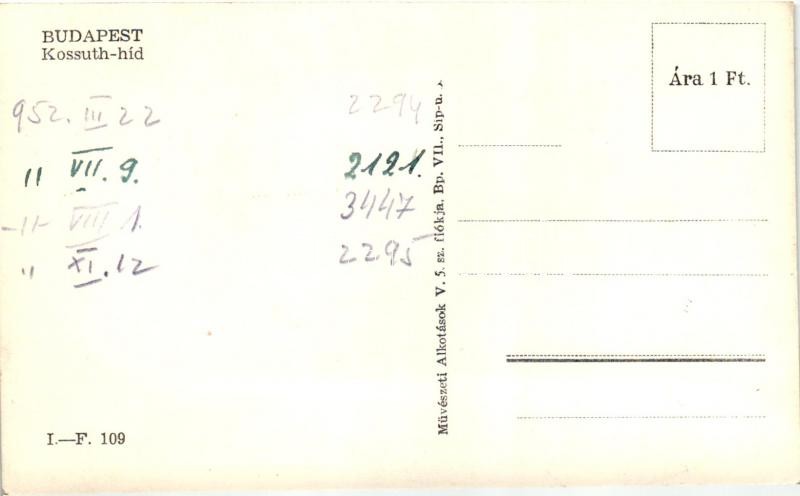 BUDAPEST
Kossuth-híd
Ára 1 Ft.
952. III 22 2294
" VII. 9. 2121.
-"- VIII 1. 3447
" XI. 12 2295
Művészeti Alkotások V. 5. sz. fiókja, Bp. VII., Sip-u.
I.—F. 109